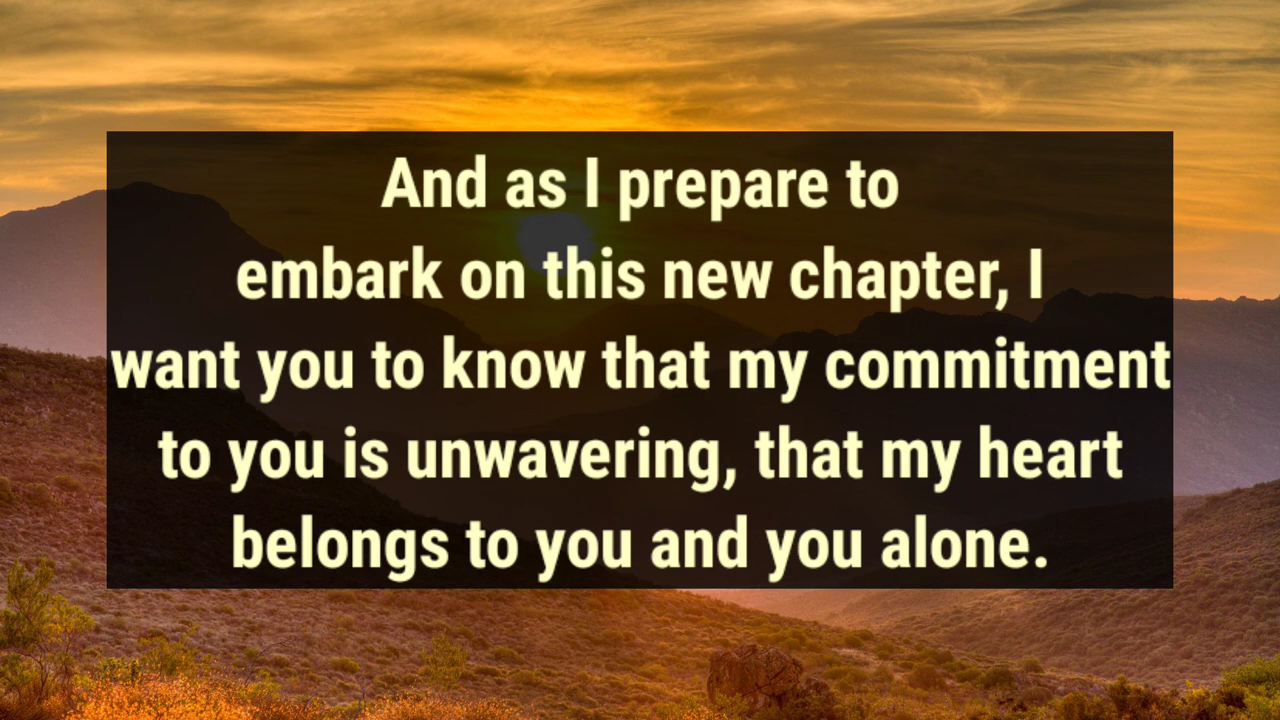 And as I prepare to
embark on this new chapter, I
want you to know that my commitment
to you is unwavering, that my heart
belongs to you and you alone.